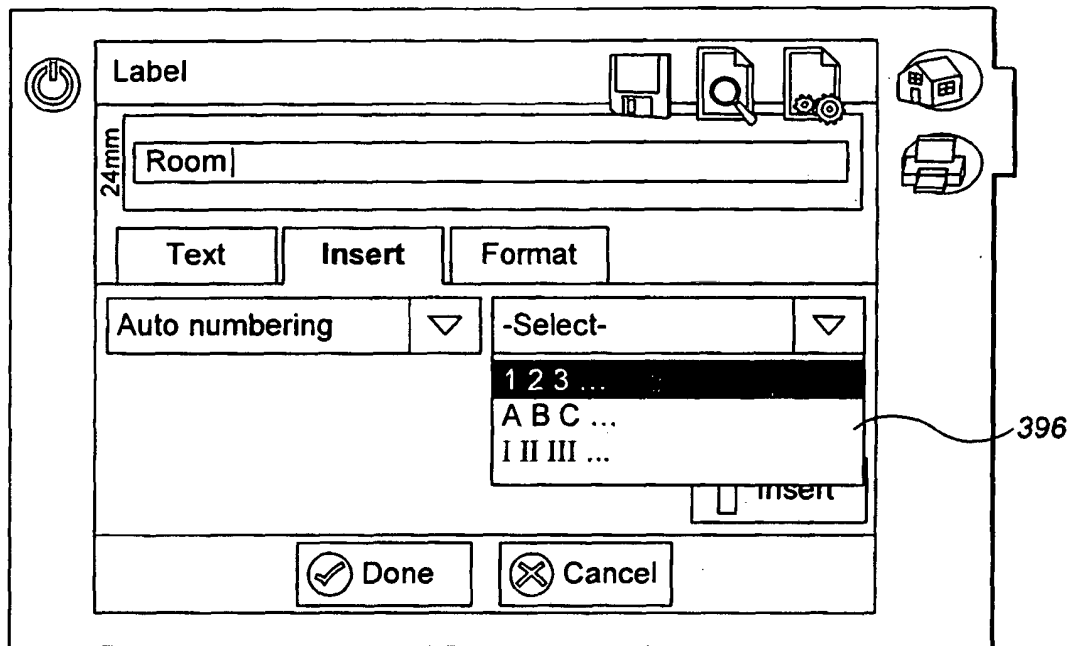 Label
24mm
Room
Text Insert Format
Auto numbering -Select-
1 2 3 ...
A B C ...
I II III ...
396
Insert
Done Cancel